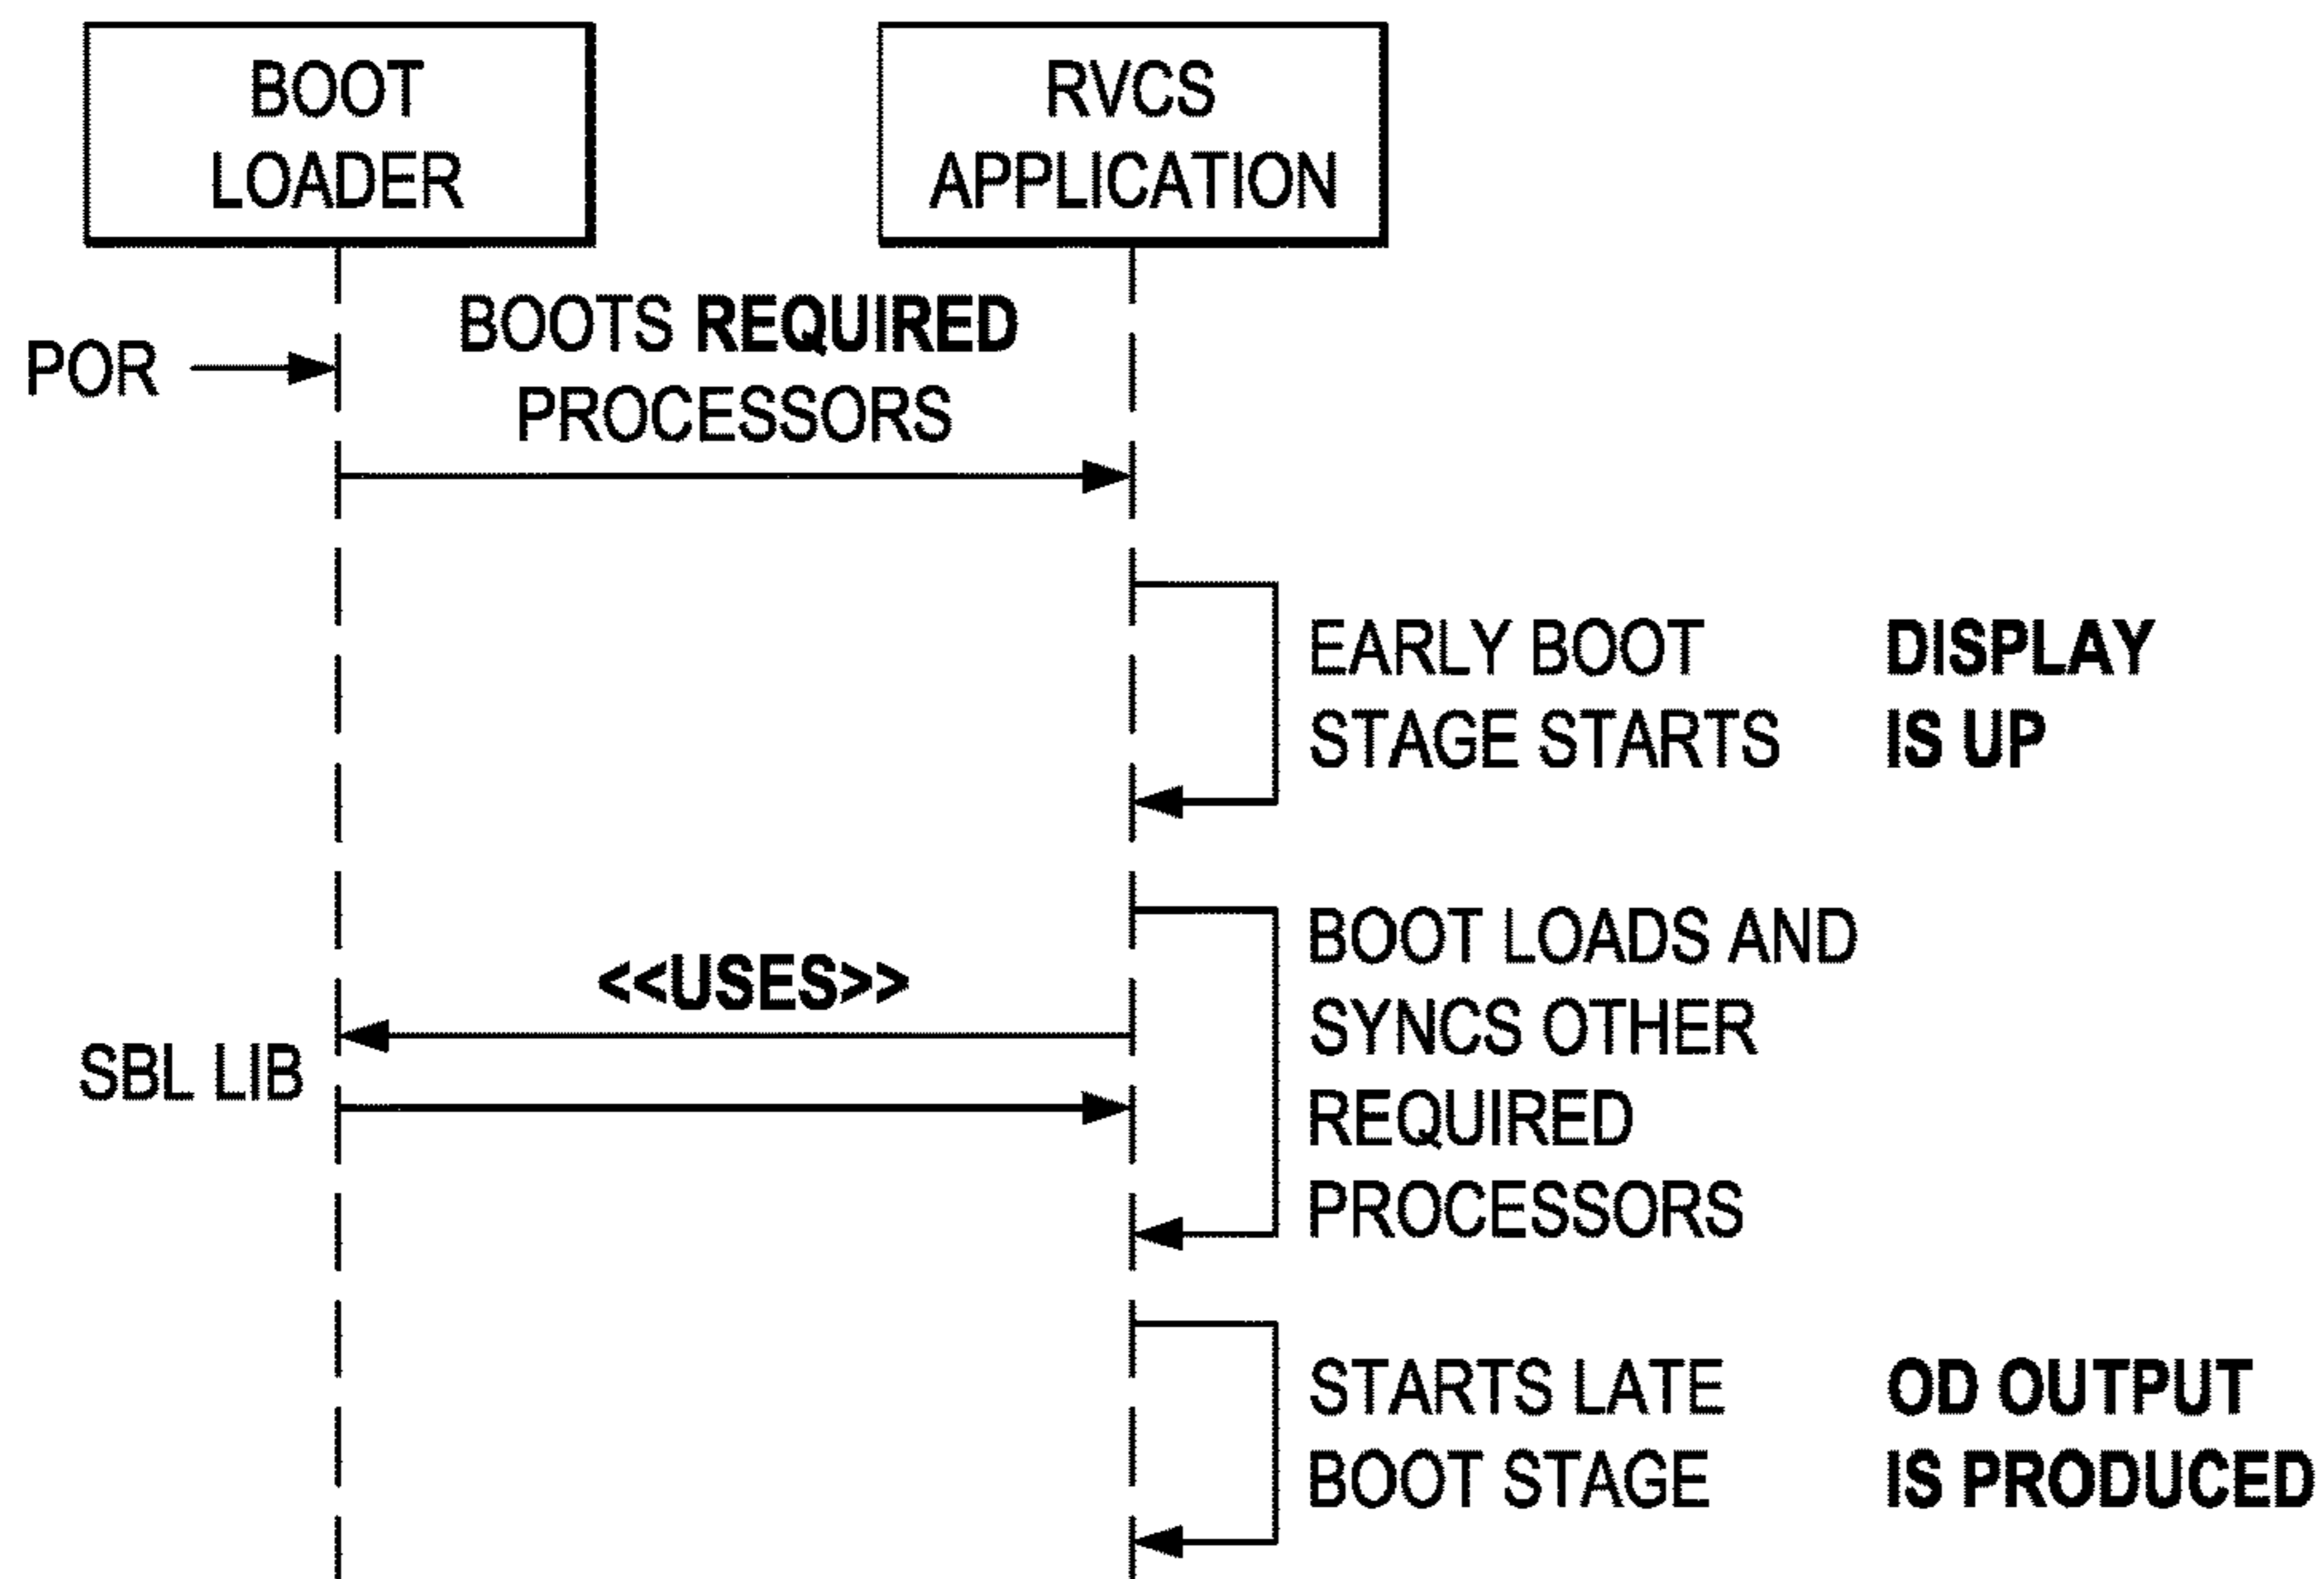 BOOT
LOADER
RVCS
APPLICATION
BOOTS REQUIRED
PROCESSORS
POR
EARLY BOOT
STAGE STARTS
DISPLAY
IS UP
<<USES>>
SBL LIB
BOOT LOADS AND
SYNCS OTHER
REQUIRED
PROCESSORS
STARTS LATE
BOOT STAGE
OD OUTPUT
IS PRODUCED